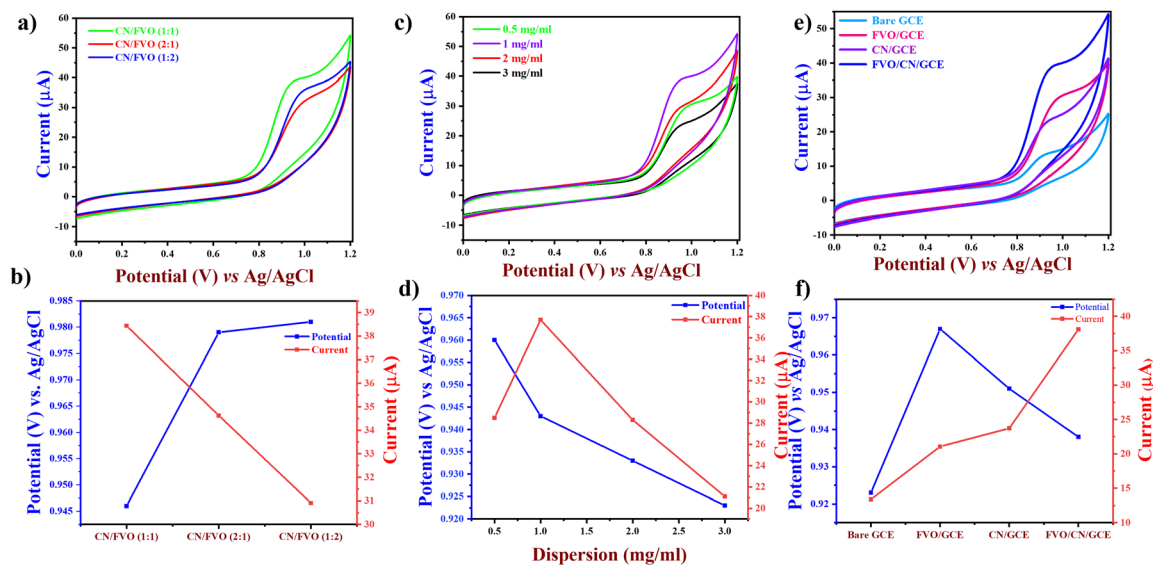 a)
60
50
40
30
20
10
0
-10
0.0 0.2 0.4 0.6 0.8 1.0 1.2
Current (μA)
Potential (V) vs Ag/AgCl
CN/FVO (1:1)
CN/FVO (2:1)
CN/FVO (1:2)
c)
60
50
40
30
20
10
0
-10
0.0 0.2 0.4 0.6 0.8 1.0 1.2
Current (μA)
Potential (V) vs Ag/AgCl
0.5 mg/ml
1 mg/ml
2 mg/ml
3 mg/ml
e)
50
40
30
20
10
0
-10
0.0 0.2 0.4 0.6 0.8 1.0 1.2
Current (μA)
Potential (V) vs Ag/AgCl
Bare GCE
FVO/GCE
CN/GCE
FVO/CN/GCE
b)
0.985
0.980
0.975
0.970
0.965
0.960
0.955
0.950
0.945
Potential (V) vs. Ag/AgCl
Potential
Current
39
38
37
36
35
34
33
32
31
30
Current (μA)
CN/FVO (1:1) CN/FVO (2:1) CN/FVO (1:2)
d)
0.970
0.965
0.960
0.955
0.950
0.945
0.940
0.935
0.930
0.925
0.920
Potential (V) vs Ag/AgCl
Potential
Current
40
38
36
34
32
30
28
26
24
22
20
Current (μA)
0.5 1.0 1.5 2.0 2.5 3.0
Dispersion (mg/ml)
f)
0.97
0.96
0.95
0.94
0.93
0.92
Potential (V) vs Ag/AgCl
Potential
Current
40
35
30
25
20
15
10
Current (μA)
Bare GCE FVO/GCE CN/GCE FVO/CN/GCE